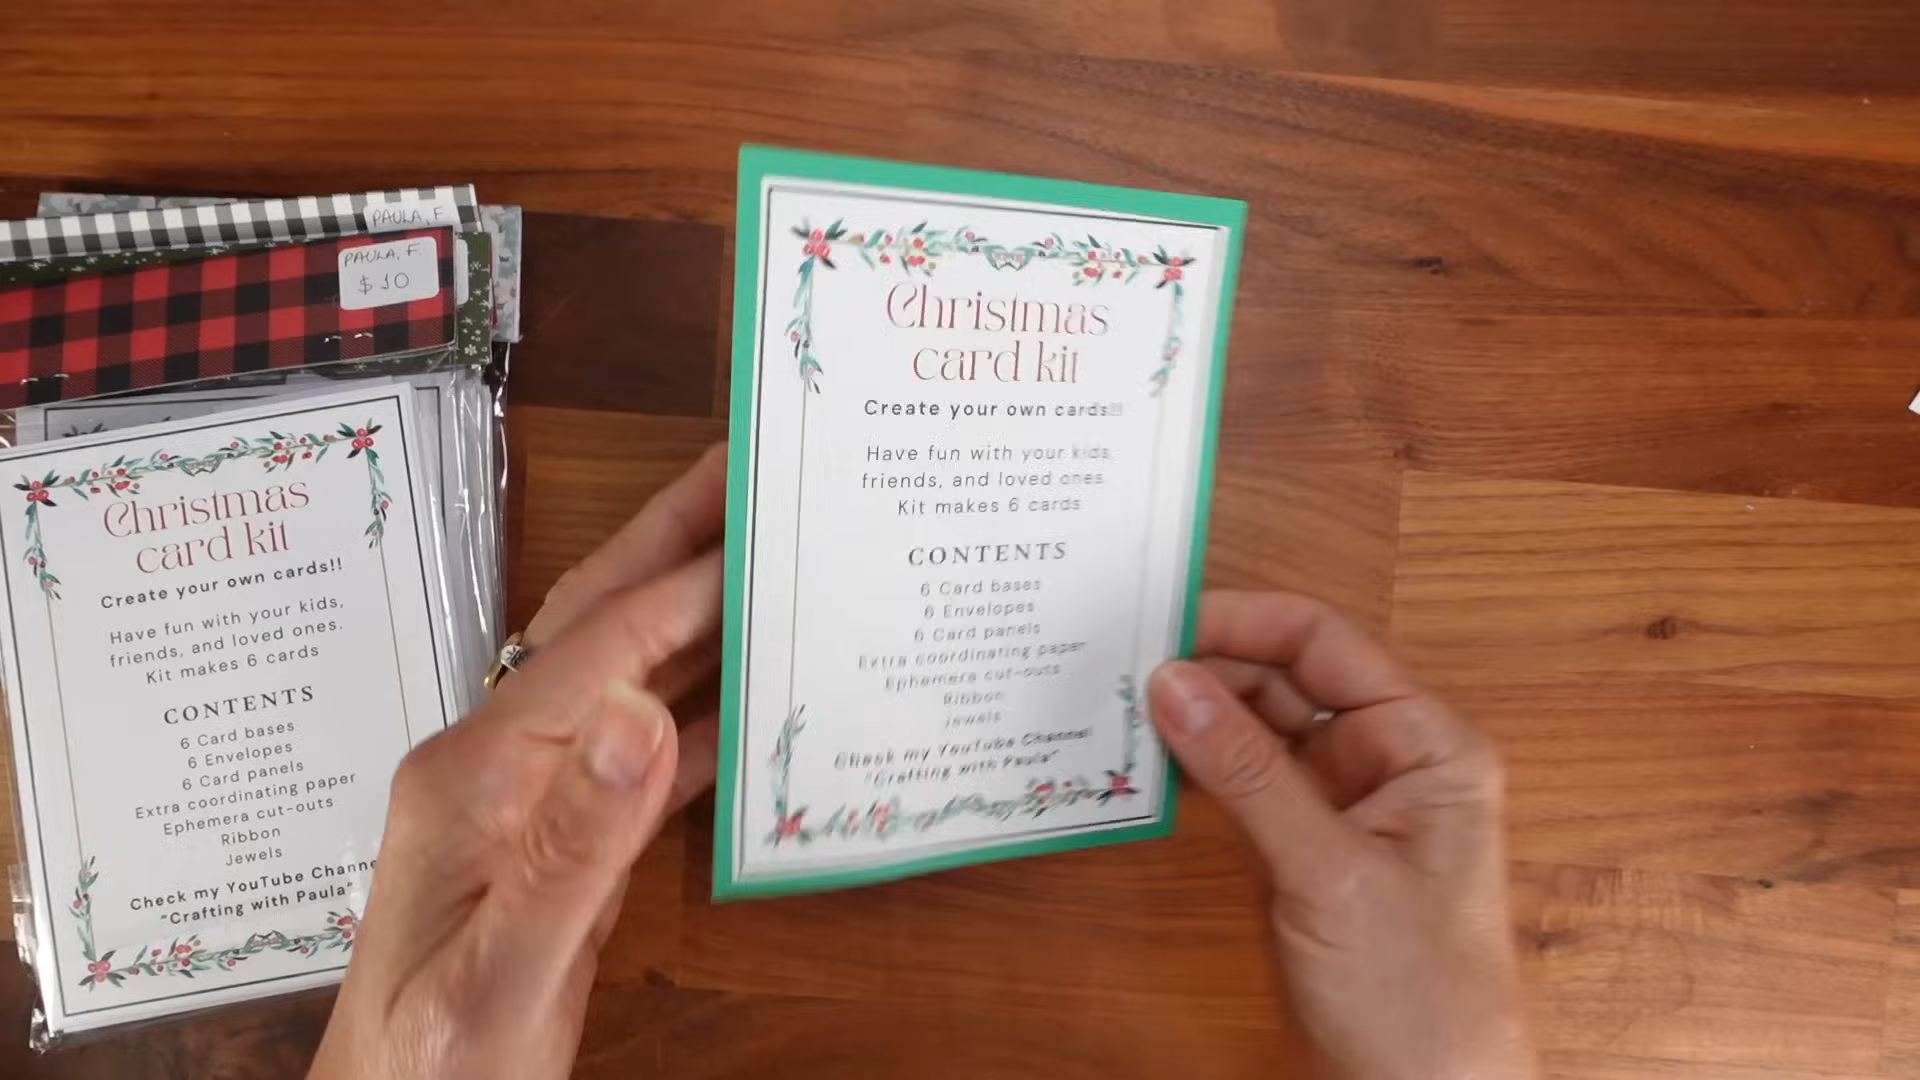 PAULA, F.
PAULA, F.
$10
Christmas
card kit
Create your own cards!!
Have fun with your kids,
friends, and loved ones.
Kit makes 6 cards
CONTENTS
6 Card bases
6 Envelopes
6 Card panels
Extra coordinating paper
Ephemera cut-outs
Ribbon
Jewels
Check my YouTube Channe
"Crafting with Paula"
Christmas
card kit
Create your own cards!!
Have fun with your kids,
friends, and loved ones.
Kit makes 6 cards
CONTENTS
6 Card bases
6 Envelopes
6 Card panels
Extra coordinating paper
Ephemera cut-outs
Ribbon
Jewels
Check my YouTube Channel
"Crafting with Paula"